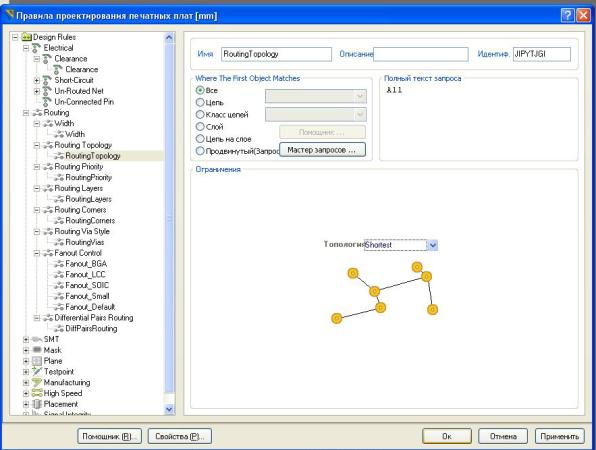 Правила проектирования печатных плат [mm]
Design Rules
Electrical
Clearance
Clearance
Short-Circuit
Un-Routed Net
Un-Connected Pin
Routing
Width
Width
Routing Topology
RoutingTopology
Routing Priority
RoutingPriority
Routing Layers
RoutingLayers
Routing Corners
RoutingCorners
Routing Via Style
RoutingVias
Fanout Control
Fanout_BGA
Fanout_LCC
Fanout_SOIC
Fanout_Small
Fanout_Default
Differential Pairs Routing
DiffPairsRouting
SMT
Mask
Plane
Testpoint
Manufacturing
High Speed
Placement
Signal Integrity
Имя RoutingTopology Описание Идентиф. JIPYTJGI
Where The First Object Matches
Все
Цепь
Класс цепей
Слой
Цепь на слое
Продвинутый(Запрос
Помощник ...
Мастер запросов ...
Полный текст запроса
All
Ограничения
Топология Shortest
Помощник (R)... Свойства (P)... Ок Отмена Применить